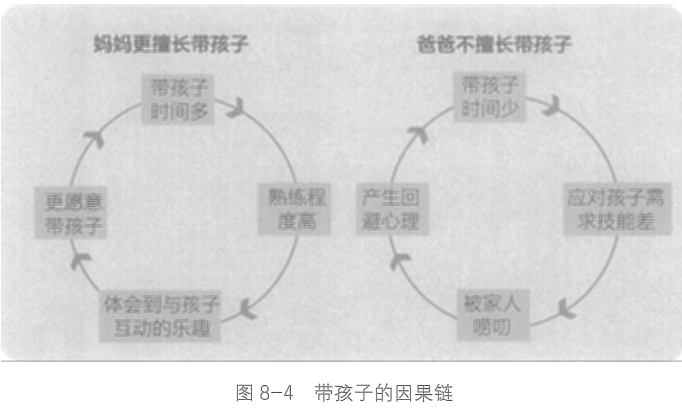 妈妈更擅长带孩子
带孩子
时间多
熟练程
度高
体会到与孩子
互动的乐趣
更愿意
带孩子
爸爸不擅长带孩子
带孩子
时间少
应对孩子需
求技能差
被家人
唠叨
产生回
避心理
图 8-4 带孩子的因果链